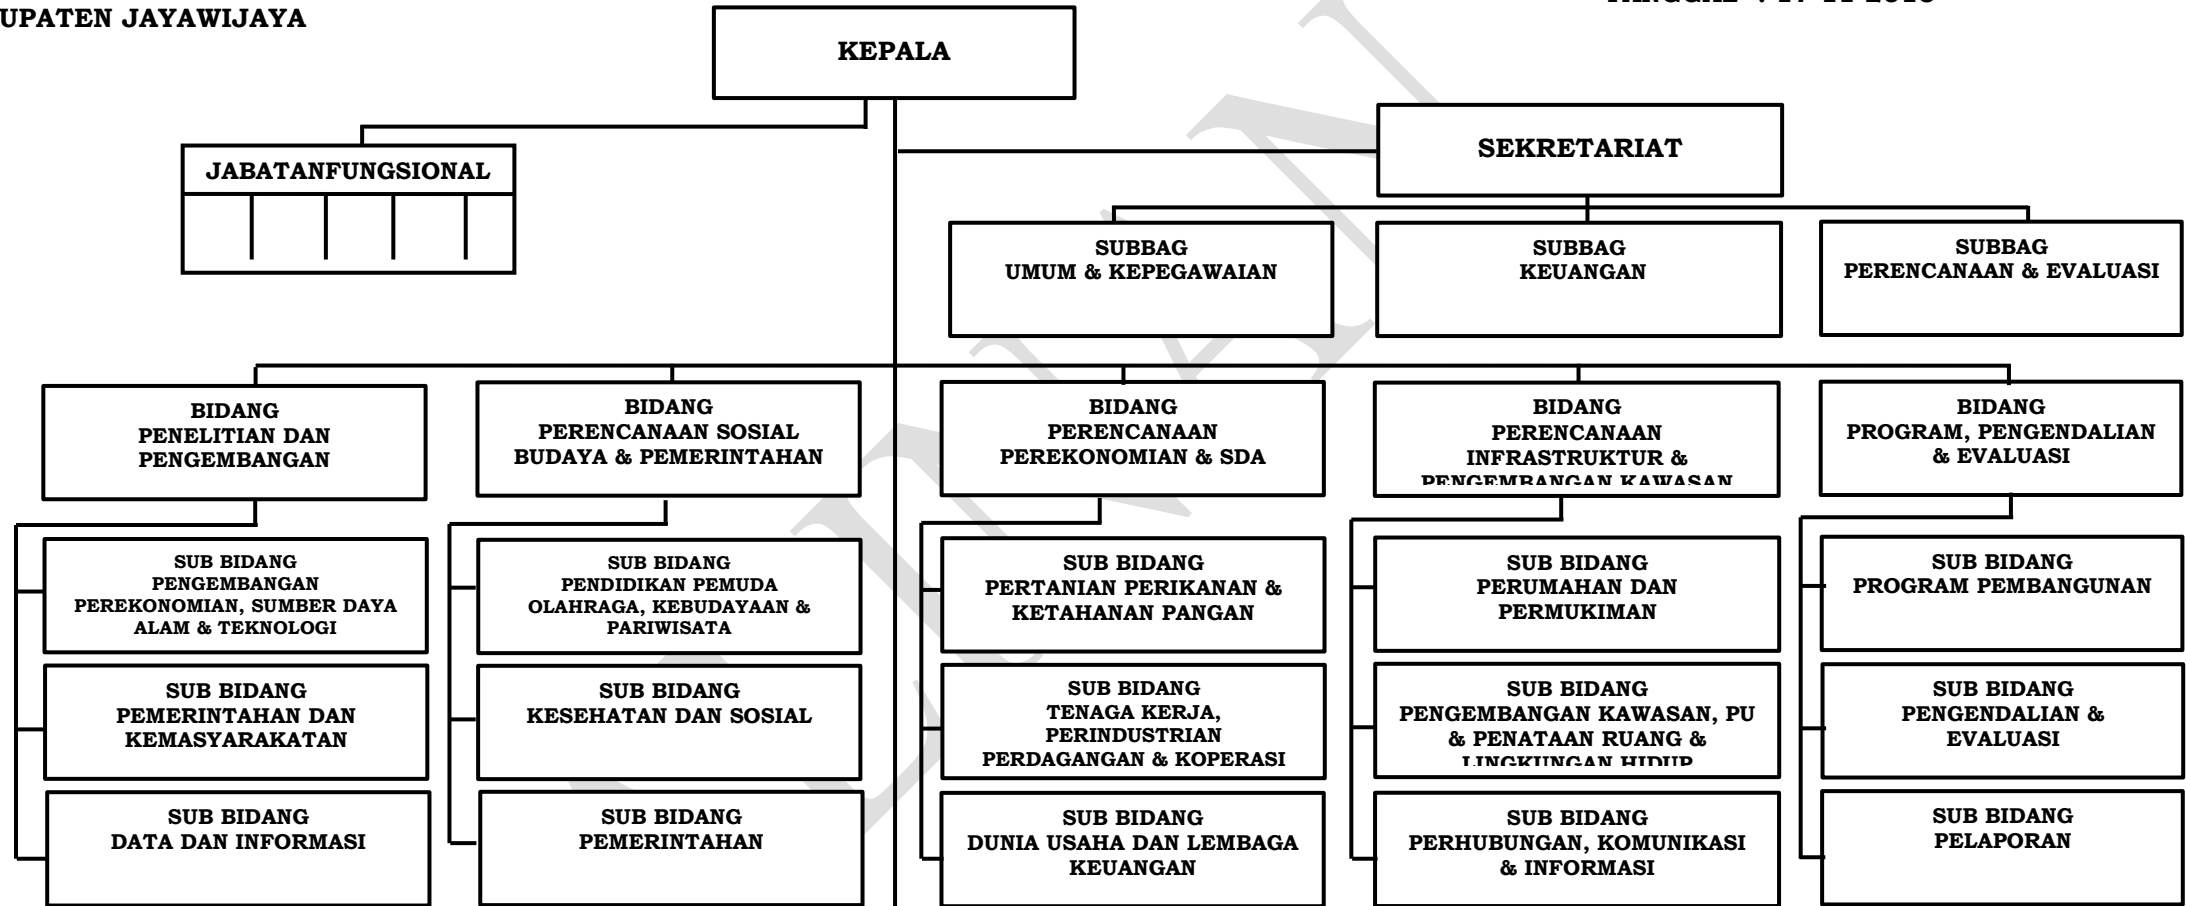 UPATEN JAYAWIJAYA
KEPALA
SEKRETARIAT
JABATANFUNGSIONAL
SUBBAG
UMUM & KEPEGAWAIAN
SUBBAG
KEUANGAN
SUBBAG
PERENCANAAN & EVALUASI
BIDANG
PENELITIAN DAN
PENGEMBANGAN
BIDANG
PERENCANAAN SOSIAL
BUDAYA & PEMERINTAHAN
BIDANG
PERENCANAAN
PEREKONOMIAN & SDA
BIDANG
PERENCANAAN
INFRASTRUKTUR &
PENGEMBANGAN KAWASAN
BIDANG
PROGRAM, PENGENDALIAN
& EVALUASI
SUB BIDANG
PENGEMBANGAN
PEREKONOMIAN, SUMBER DAYA
ALAM & TEKNOLOGI
SUB BIDANG
PENDIDIKAN PEMUDA
OLAHRAGA, KEBUDAYAAN &
PARIWISATA
SUB BIDANG
PERTANIAN PERIKANAN &
KETAHANAN PANGAN
SUB BIDANG
PERUMAHAN DAN
PERMUKIMAN
SUB BIDANG
PROGRAM PEMBANGUNAN
SUB BIDANG
PEMERINTAHAN DAN
KEMASYARAKATAN
SUB BIDANG
KESEHATAN DAN SOSIAL
SUB BIDANG
TENAGA KERJA,
PERINDUSTRIAN
PERDAGANGAN & KOPERASI
SUB BIDANG
PENGEMBANGAN KAWASAN, PU
& PENATAAN RUANG &
LINGKUNGAN HIDUP
SUB BIDANG
PENGENDALIAN &
EVALUASI
SUB BIDANG
DATA DAN INFORMASI
SUB BIDANG
PEMERINTAHAN
SUB BIDANG
DUNIA USAHA DAN LEMBAGA
KEUANGAN
SUB BIDANG
PERHUBUNGAN, KOMUNIKASI
& INFORMASI
SUB BIDANG
PELAPORAN